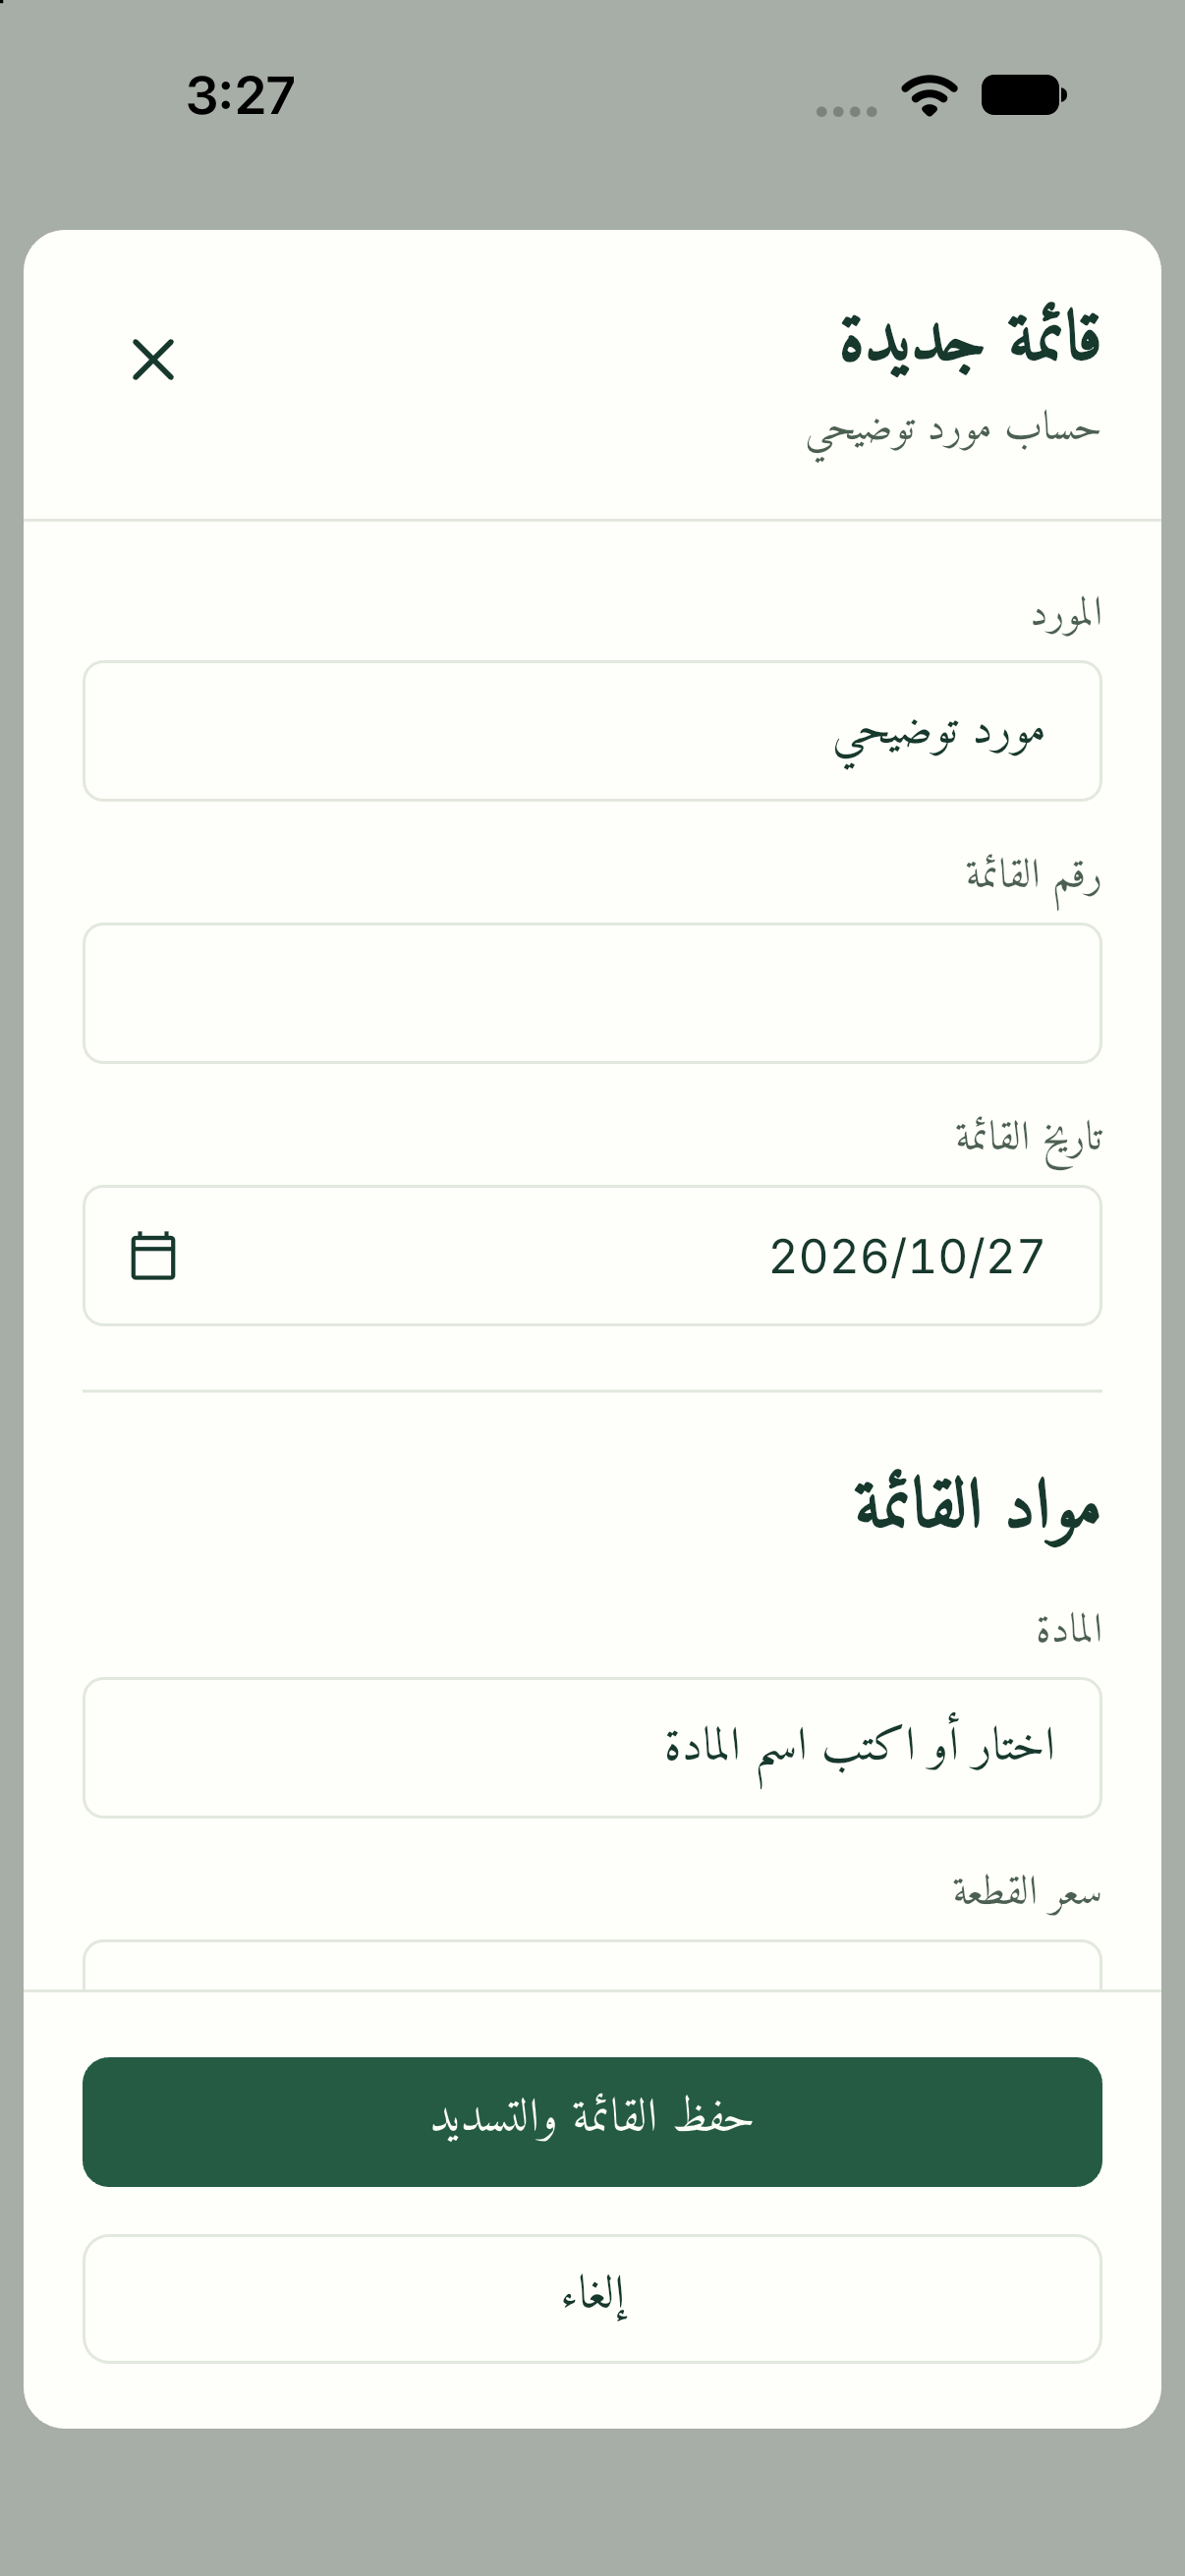 3:27
قائمة جديدة
حساب مورد توضيحي
المورد
مورد توضيحي
رقم القائمة
تاريخ القائمة
2026/10/27
مواد القائمة
المادة
اختار أو اكتب اسم المادة
سعر القطعة
حفظ القائمة والتسديد
إلغاء